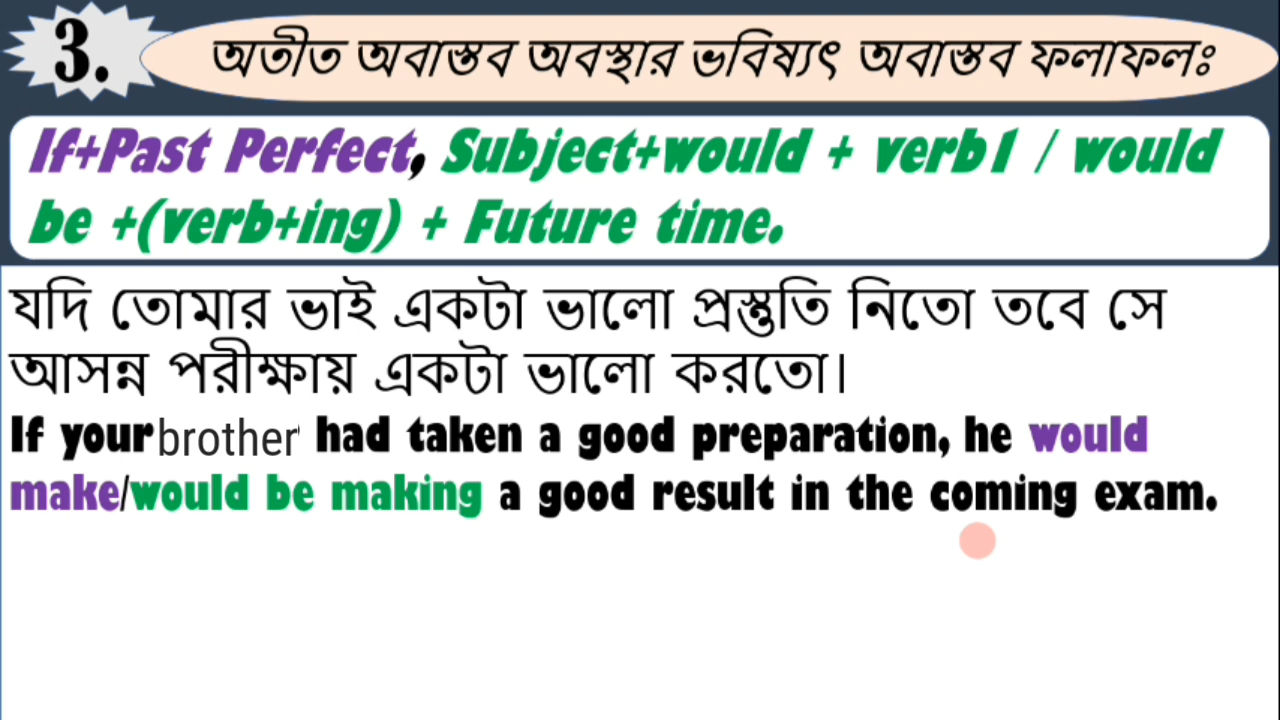 3.
অতীত অবাস্তব অবস্থার ভবিষ্যৎ অবাস্তব ফলাফলঃ
If+Past Perfect, Subject+would + verb1 / would
be +(verb+ing) + Future time.
যদি তোমার ভাই একটা ভালো প্রস্তুতি নিতো তবে সে
আসন্ন পরীক্ষায় একটা ভালো করতো।
If your brother had taken a good preparation, he would
make/would be making a good result in the coming exam.